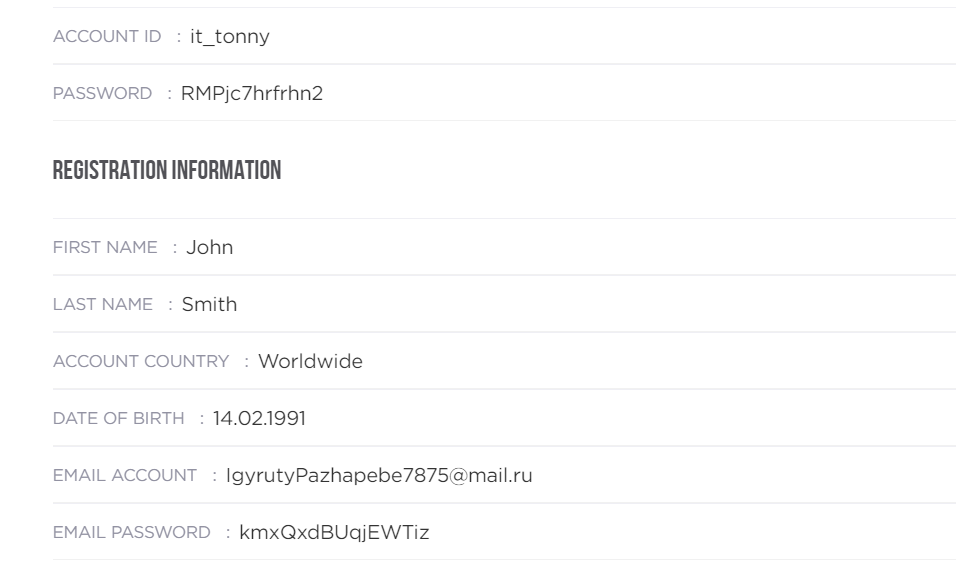 ACCOUNT ID : it_tonny
PASSWORD : RMPjc7hrfrhn2
REGISTRATION INFORMATION
FIRST NAME : John
LAST NAME : Smith
ACCOUNT COUNTRY : Worldwide
DATE OF BIRTH : 14.02.1991
EMAIL ACCOUNT : IgyrutyPazhapebe7875@mail.ru
EMAIL PASSWORD : kmxQxdBUqjEWTiz